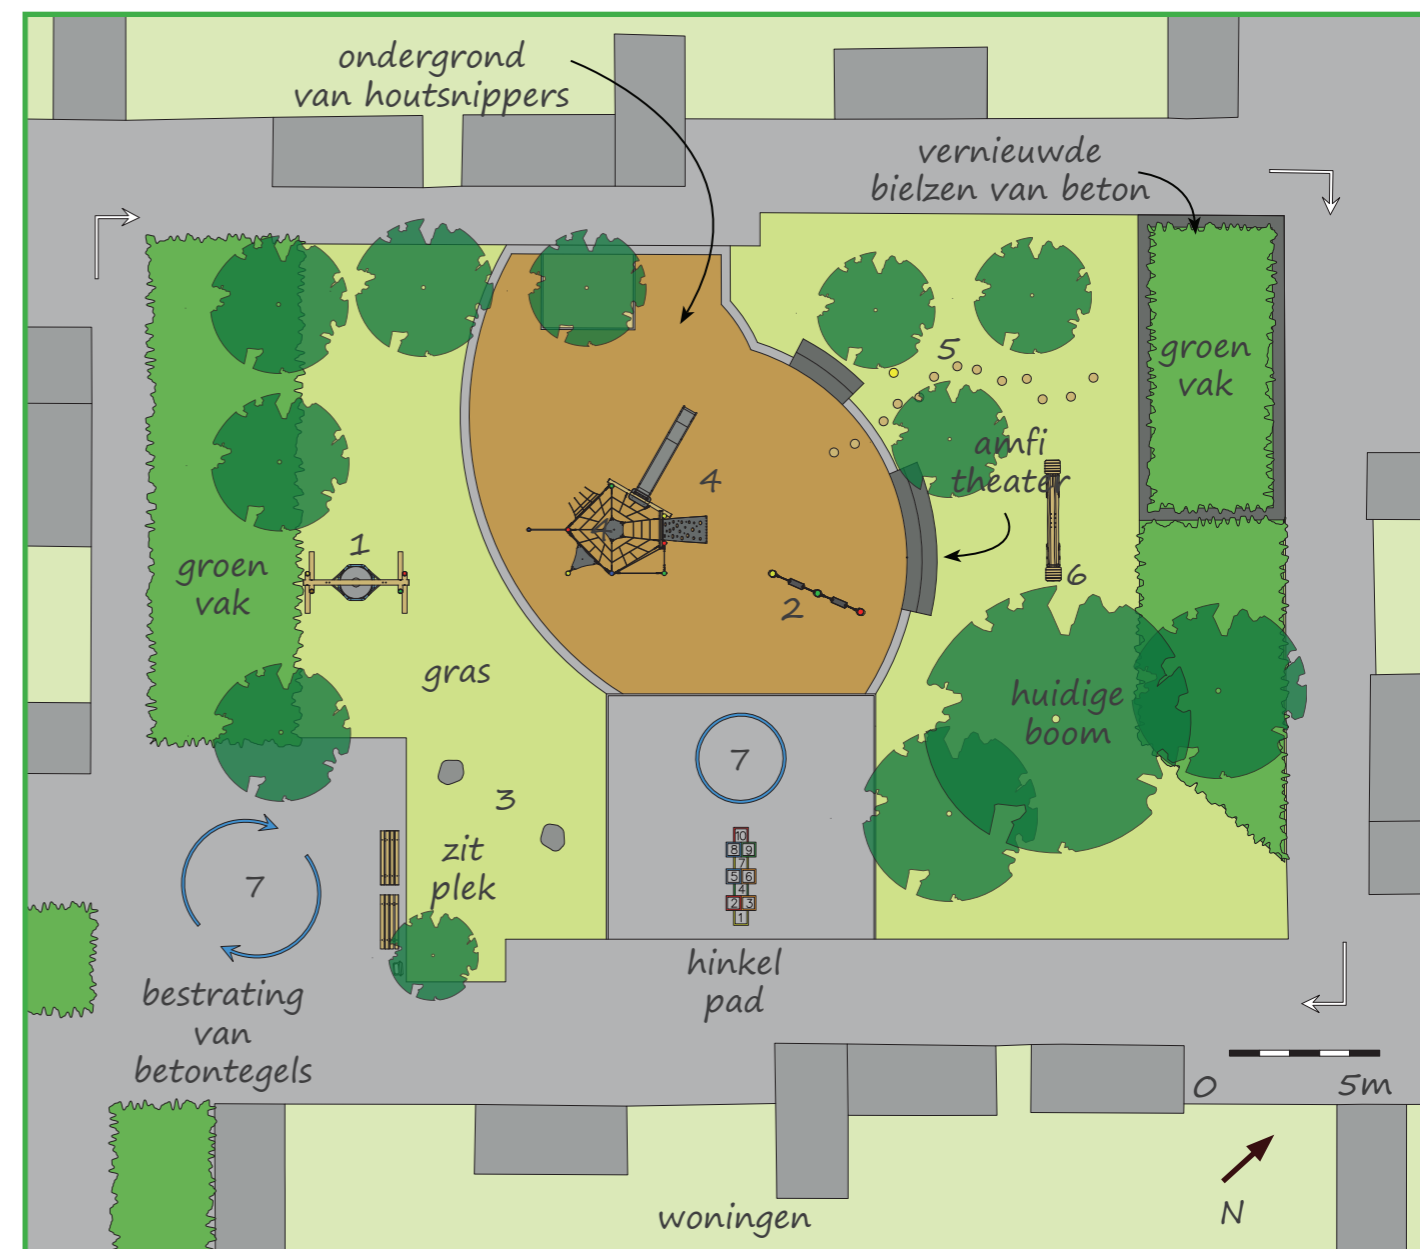 ondergrond
van houtsnippers
vernieuwde
bielzen van beton
groen
vak
5
amfi
theater
4
1
groen
vak
6
2
gras
huidige
boom
7
3
zit
plek
7
10
8 9
7
5 6
4
2 3
1
hinkel
pad
bestrating
van
betontegels
0 5m
N
woningen